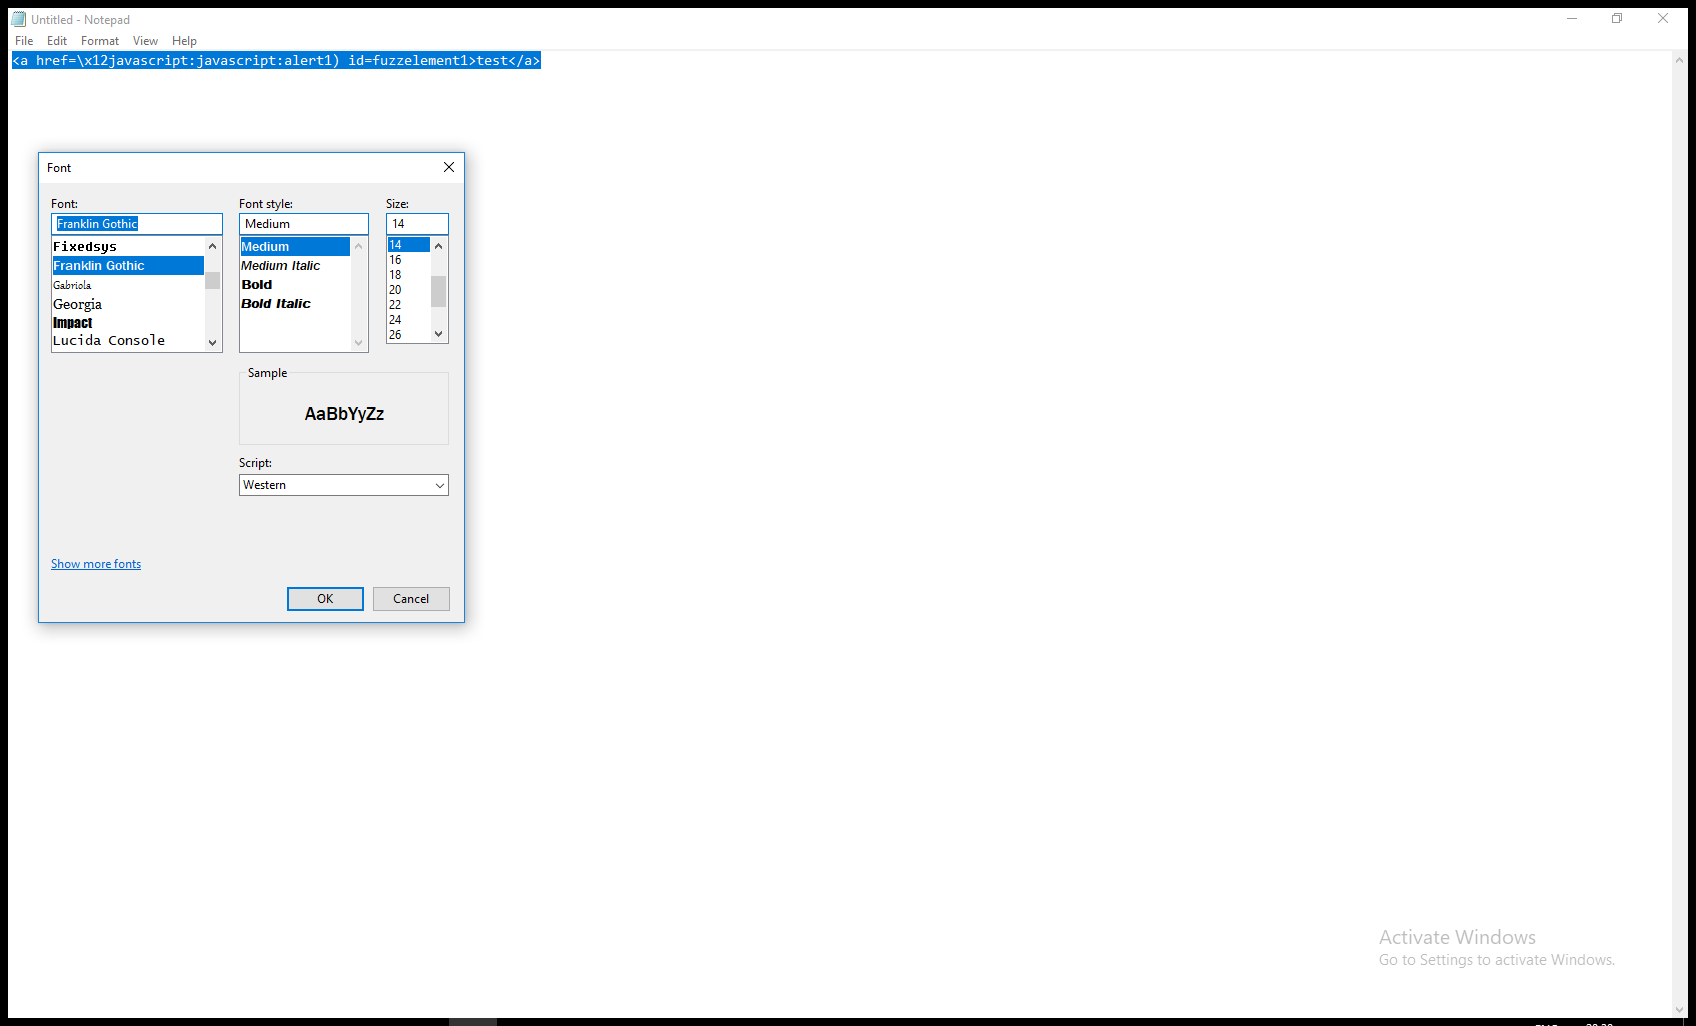 Untitled - Notepad
File Edit Format View Help
<a href=\x12javascript:javascript:alert1) id=fuzzelement1>test</a>
Font
Font: Font style: Size:
Franklin Gothic Medium 14
Fixedsys
Franklin Gothic
Gabriola
Georgia
Impact
Lucida Console
Medium
Medium Italic
Bold
Bold Italic
14
16
18
20
22
24
26
Sample
AaBbYyZz
Script:
Western
Show more fonts
OK Cancel
Activate Windows
Go to Settings to activate Windows.